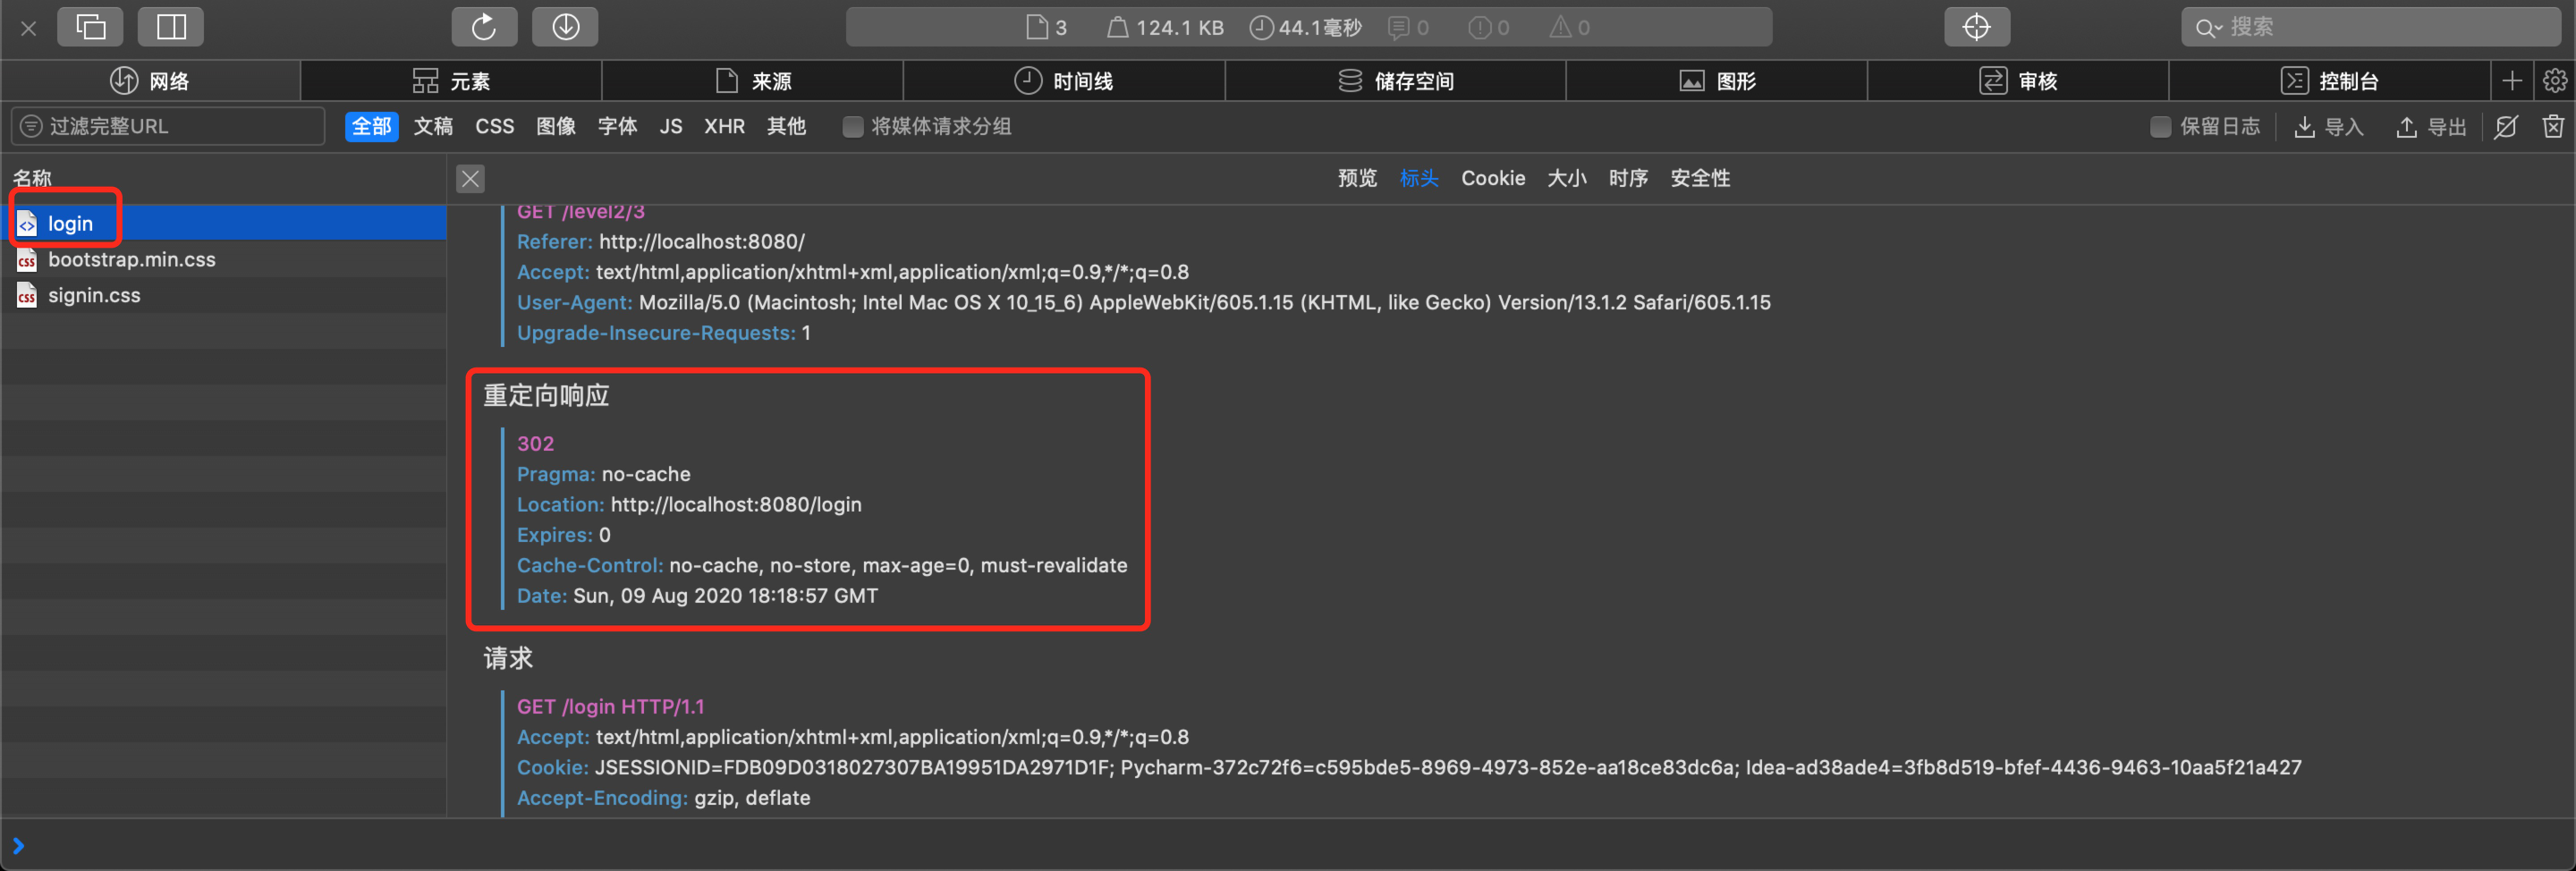 3 124.1 KB 44.1毫秒 0 0 0 搜索
网络 元素 来源 时间线 储存空间 图形 审核 控制台
过滤完整URL 全部 文稿 CSS 图像 字体 JS XHR 其他 将媒体请求分组 保留日志 导入 导出
名称 预览 标头 Cookie 大小 时序 安全性
login
bootstrap.min.css
signin.css
GET /level2/3
Referer: http://localhost:8080/
Accept: text/html,application/xhtml+xml,application/xml;q=0.9,*/*;q=0.8
User-Agent: Mozilla/5.0 (Macintosh; Intel Mac OS X 10_15_6) AppleWebKit/605.1.15 (KHTML, like Gecko) Version/13.1.2 Safari/605.1.15
Upgrade-Insecure-Requests: 1
重定向响应
302
Pragma: no-cache
Location: http://localhost:8080/login
Expires: 0
Cache-Control: no-cache, no-store, max-age=0, must-revalidate
Date: Sun, 09 Aug 2020 18:18:57 GMT
请求
GET /login HTTP/1.1
Accept: text/html,application/xhtml+xml,application/xml;q=0.9,*/*;q=0.8
Cookie: JSESSIONID=FDB09D0318027307BA19951DA2971D1F; Pycharm-372c72f6=c595bde5-8969-4973-852e-aa18ce83dc6a; Idea-ad38ade4=3fb8d519-bfef-4436-9463-10aa5f21a427
Accept-Encoding: gzip, deflate